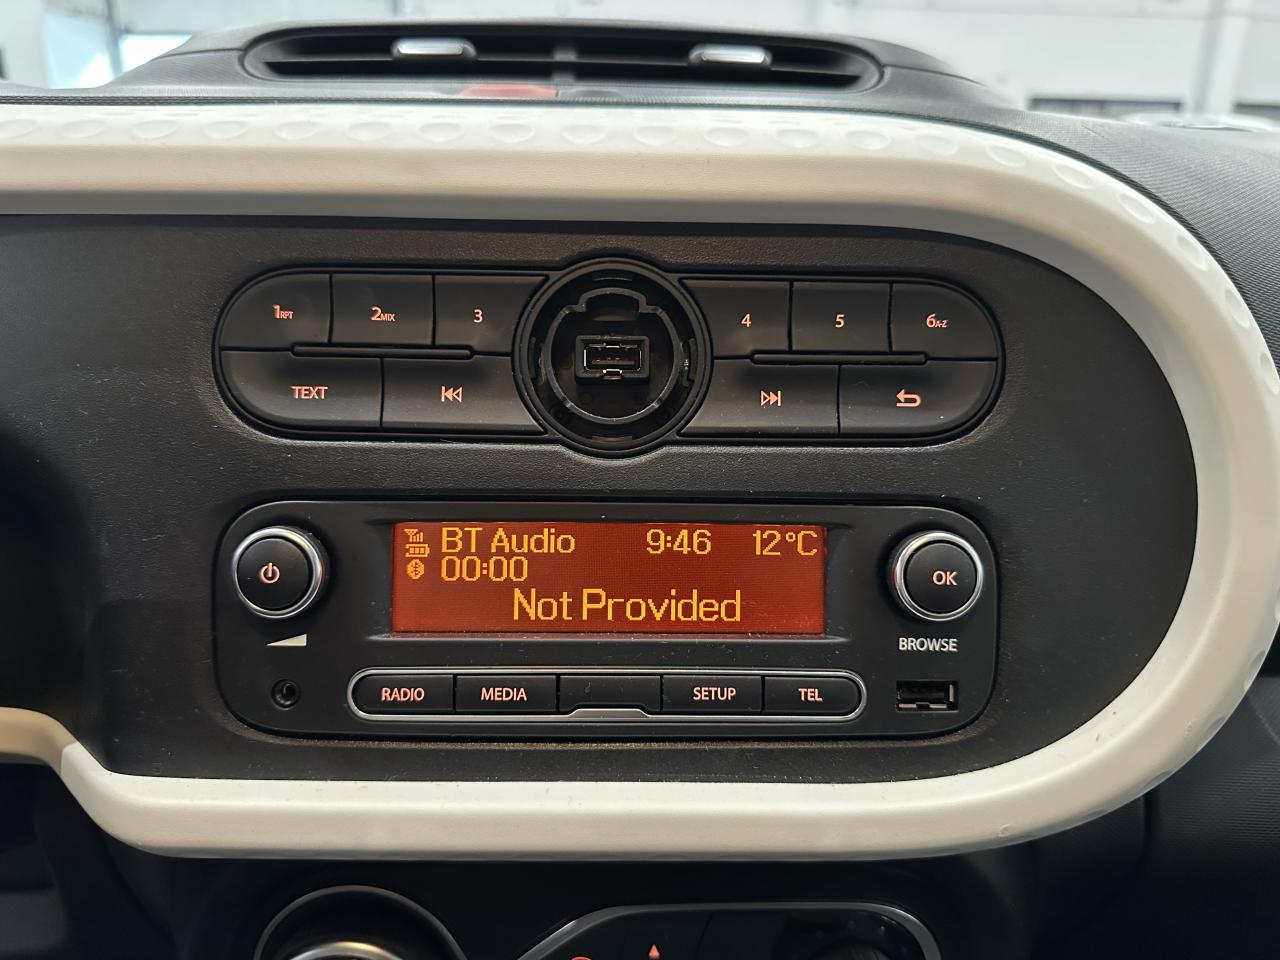 1RPT 2MIX 3 4 5 6A-Z
TEXT
BT Audio 9:46 12°C
00:00
Not Provided
OK
BROWSE
RADIO MEDIA SETUP TEL